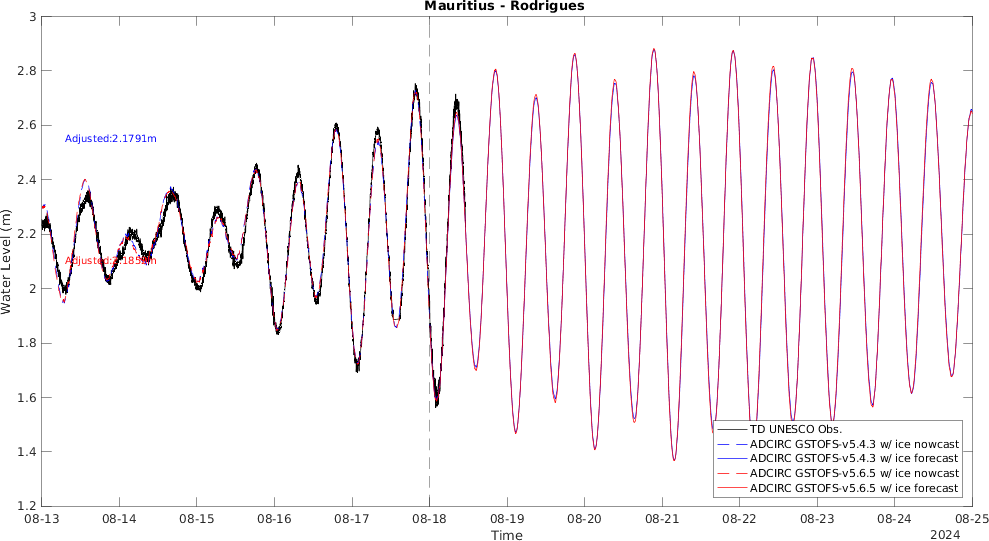 Mauritius - Rodrigues
Water Level (m)
3
2.8
2.6
2.4
2.2
2
1.8
1.6
1.4
1.2
Adjusted:2.1791m
TD UNESCO Obs.
ADCIRC GSTOFS-v5.4.3 w/ ice nowcast
ADCIRC GSTOFS-v5.4.3 w/ ice forecast
ADCIRC GSTOFS-v5.6.5 w/ ice nowcast
ADCIRC GSTOFS-v5.6.5 w/ ice forecast
08-13
08-14
08-15
08-16
08-17
08-18
08-19
08-20
08-21
08-22
08-23
08-24
08-25
Time
2024